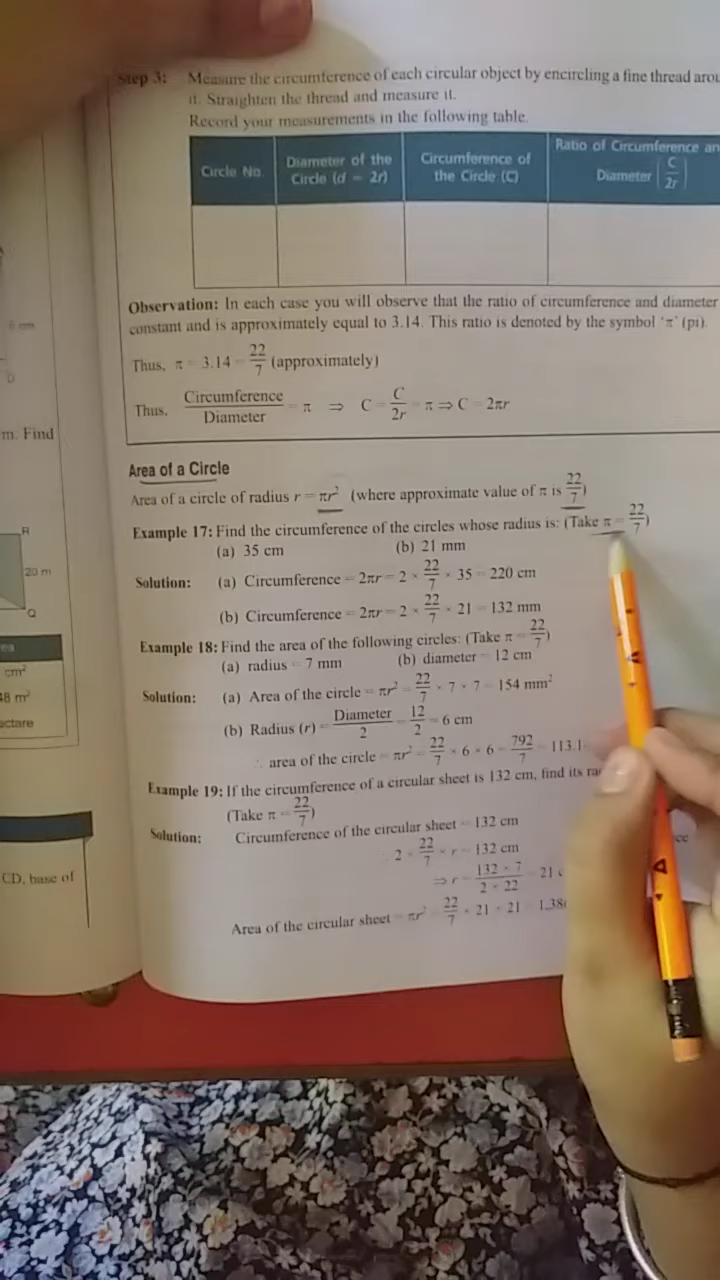 Step 3: Measure the circumference of each circular object by encircling a fine thread
it. Straighten the thread and measure it.
Record your measurements in the following table.
Circle No. | Diameter of the Circle (d = 2r) | Circumference of the Circle (C) | Ratio of Circumference Diameter (C/2r)
Observation: In each case you will observe that the ratio of circumference and diameter
constant and is approximately equal to 3.14. This ratio is denoted by the symbol 'π' (pi).
Thus, π = 3.14 = 22/7 (approximately)
Thus, Circumference/Diameter = π ⇒ C = C/2r = π ⇒ C = 2πr
Area of a Circle
Area of a circle of radius r = πr² (where approximate value of π is 22/7)
Example 17: Find the circumference of the circles whose radius is: (Take π = 22/7)
(a) 35 cm (b) 21 mm
Solution: (a) Circumference = 2πr = 2 × 22/7 × 35 = 220 cm
(b) Circumference = 2πr = 2 × 22/7 × 21 = 132 mm
Example 18: Find the area of the following circles: (Take π = 22/7)
(a) radius = 7 mm (b) diameter = 12 cm
Solution: (a) Area of the circle = πr² = 22/7 × 7 × 7 = 154 mm²
(b) Radius (r) = Diameter/2 = 12/2 = 6 cm
∴ area of the circle = πr² = 22/7 × 6 × 6 = 792/7 = 113.1
Example 19: If the circumference of a circular sheet is 132 cm, find its
(Take π = 22/7)
Solution: Circumference of the circular sheet = 132 cm
2 × 22/7 × r = 132 cm
⇒ r = 132 × 7/2 × 22 = 21
Area of the circular sheet = πr² = 22/7 × 21 × 21 = 1,38
m. Find
R
20 m
Q
cm²
8 m²
CD, base of